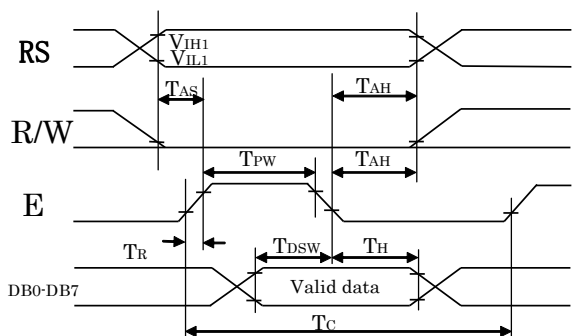 RS
VIH1
VIL1
TAS
TAH
R/W
TPW
TAH
E
TR
TDSW
TH
DB0-DB7
Valid data
TC